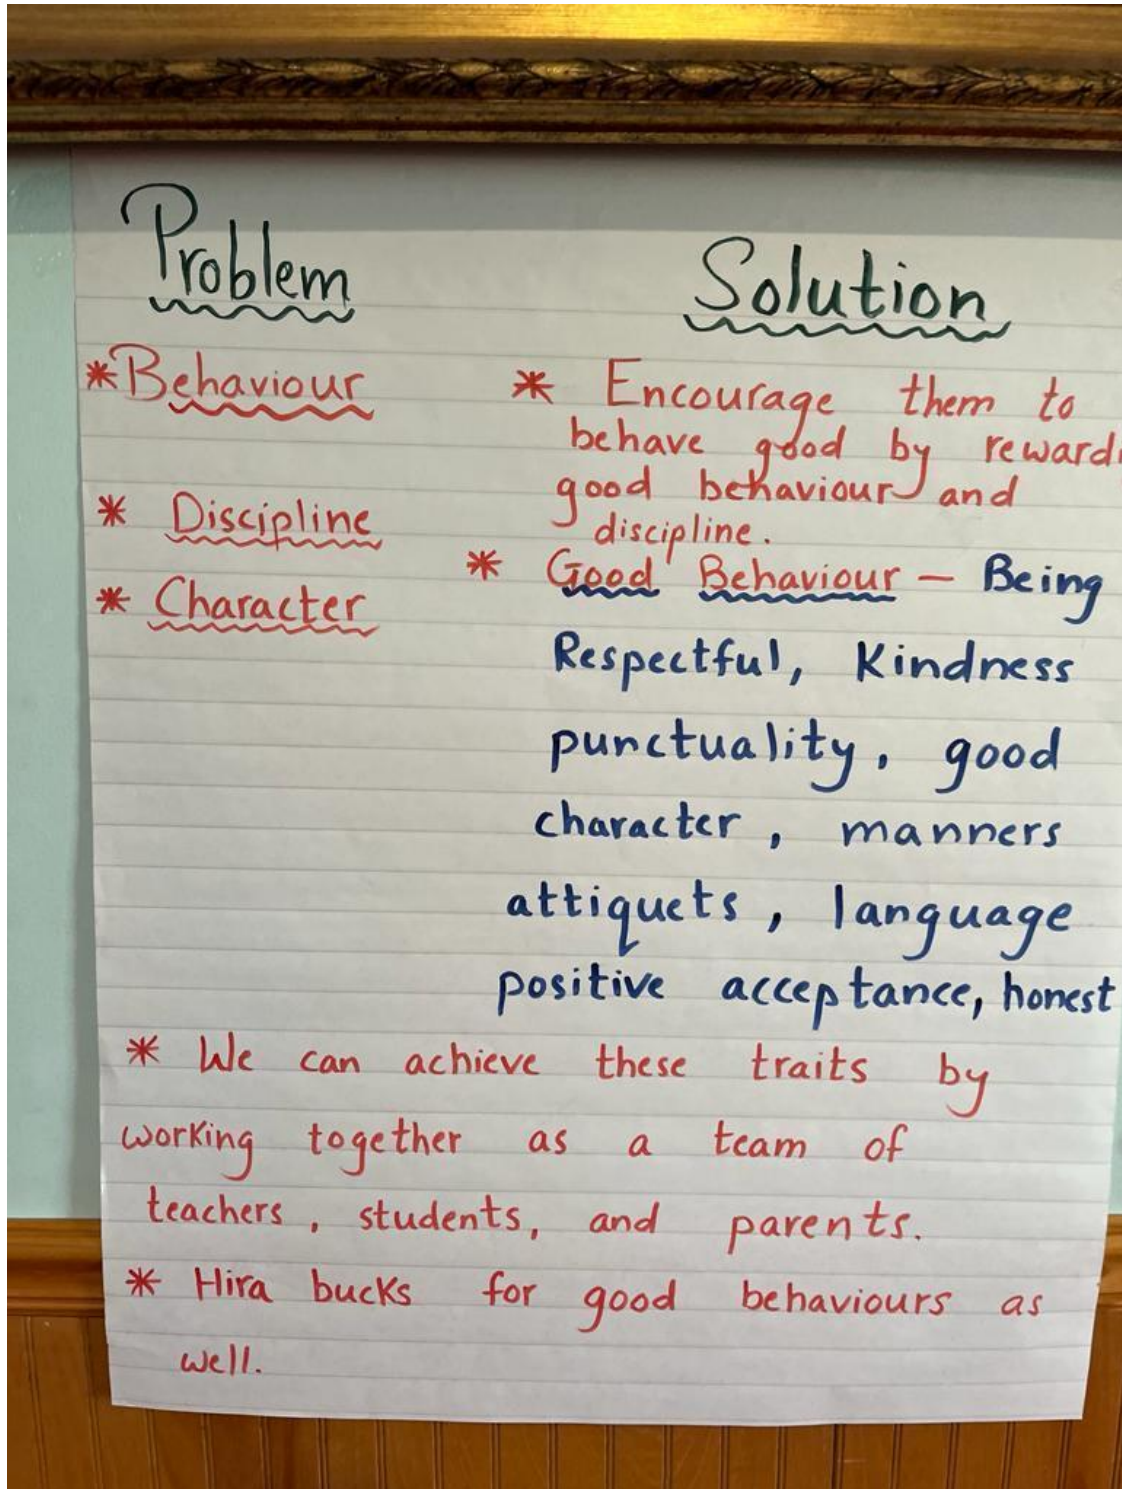 Problem
Solution
*Behaviour
* Discipline
* Character
* Encourage them to
behave good by reward
good behaviour and
discipline.
* Good Behaviour – Being
Respectful, Kindness
punctuality, good
character, manners
attiquets, language
positive acceptance, honest
* We can achieve these traits by
working together as a team of
teachers, students, and parents.
* Hira bucks for good behaviours as
well.